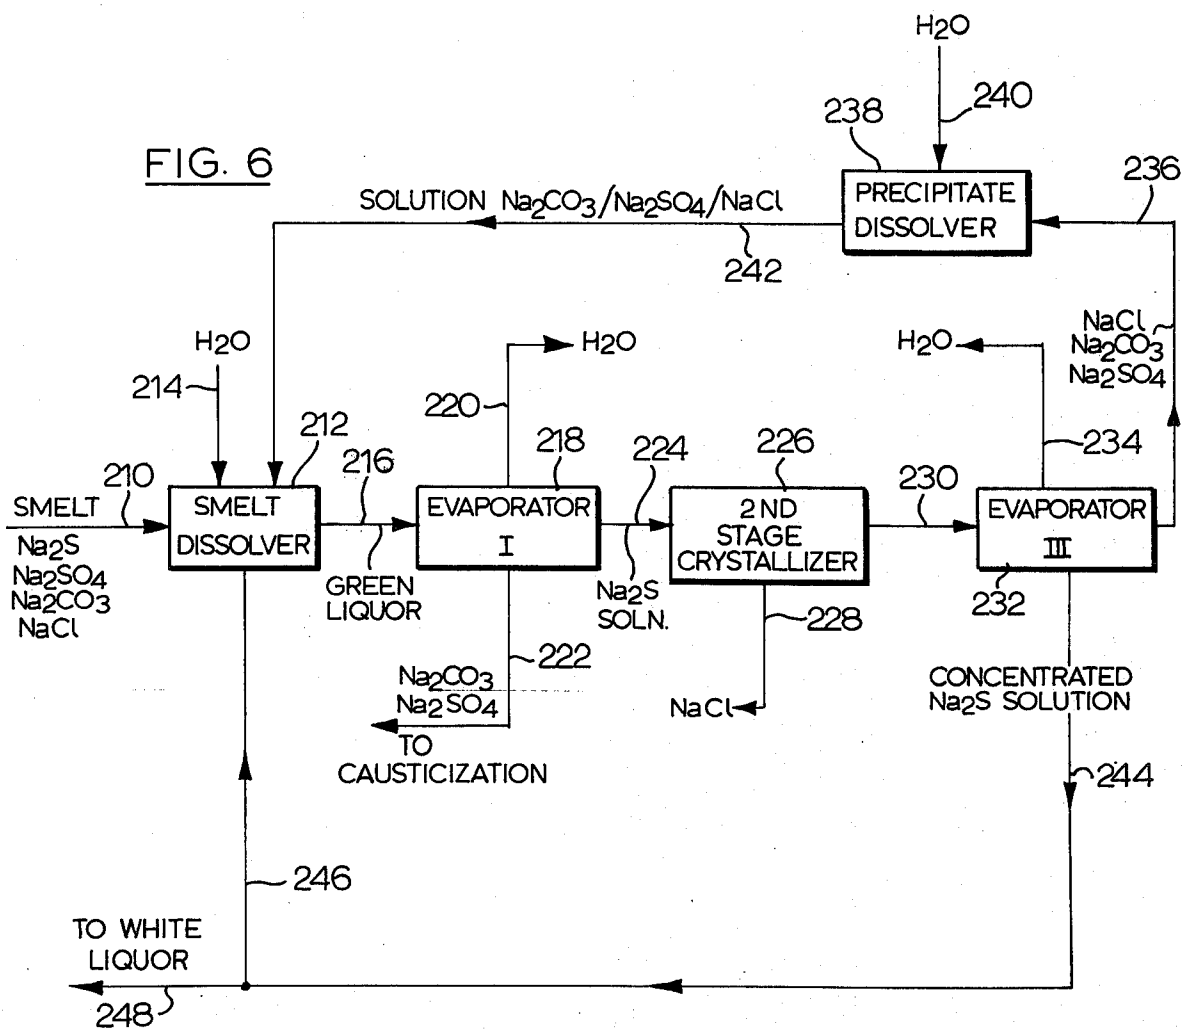 H2O
240
238
FIG. 6
236
PRECIPITATE
DISSOLVER
SOLUTION Na2CO3/Na2SO4/NaCl
242
NaCl
Na2CO3
Na2SO4
H2O
214
H2O
220
H2O
234
212
216
218
224
226
230
210
SMELT
Na2S
Na2SO4
Na2CO3
NaCl
SMELT
DISSOLVER
GREEN
LIQUOR
EVAPORATOR
I
Na2S
SOLN.
2ND
STAGE
CRYSTALLIZER
EVAPORATOR
III
232
222
Na2CO3
Na2SO4
TO
CAUSTICIZATION
228
NaCl
CONCENTRATED
Na2S SOLUTION
244
246
TO WHITE
LIQUOR
248